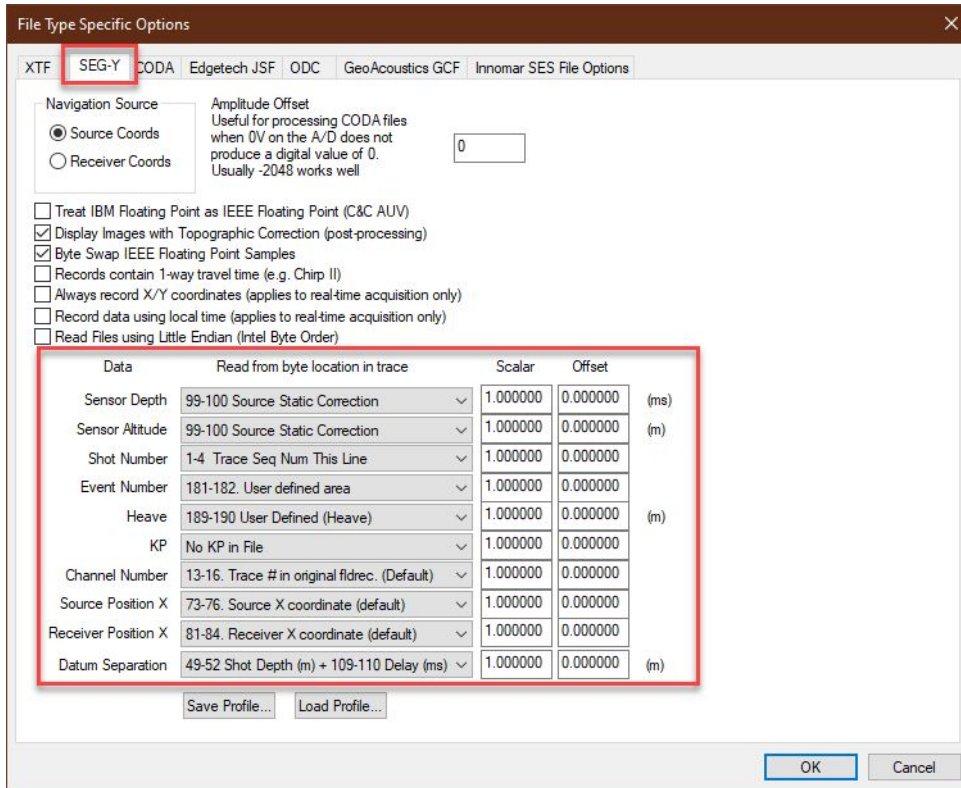 File Type Specific Options
XTF SEG-Y CODA Edgetech JSF ODC GeoAcoustics GCF Innomar SES File Options
Navigation Source
Source Coords
Receiver Coords
Amplitude Offset
Useful for processing CODA files
when 0V on the A/D does not
produce a digital value of 0.
Usually -2048 works well
0
Treat IBM Floating Point as IEEE Floating Point (C&C AUV)
Display Images with Topographic Correction (post-processing)
Byte Swap IEEE Floating Point Samples
Records contain 1-way travel time (e.g. Chirp II)
Always record X/Y coordinates (applies to real-time acquisition only)
Record data using local time (applies to real-time acquisition only)
Read Files using Little Endian (Intel Byte Order)
Data Read from byte location in trace Scalar Offset
Sensor Depth 99-100 Source Static Correction 1.000000 0.000000 (ms)
Sensor Altitude 99-100 Source Static Correction 1.000000 0.000000 (m)
Shot Number 1-4 Trace Seq Num This Line 1.000000 0.000000
Event Number 181-182. User defined area 1.000000 0.000000
Heave 189-190 User Defined (Heave) 1.000000 0.000000 (m)
KP No KP in File 1.000000 0.000000
Channel Number 13-16. Trace # in original fldrec. (Default) 1.000000 0.000000
Source Position X 73-76. Source X coordinate (default) 1.000000 0.000000
Receiver Position X 81-84. Receiver X coordinate (default) 1.000000 0.000000
Datum Separation 49-52 Shot Depth (m) + 109-110 Delay (ms) 1.000000 0.000000 (m)
Save Profile... Load Profile...
OK Cancel